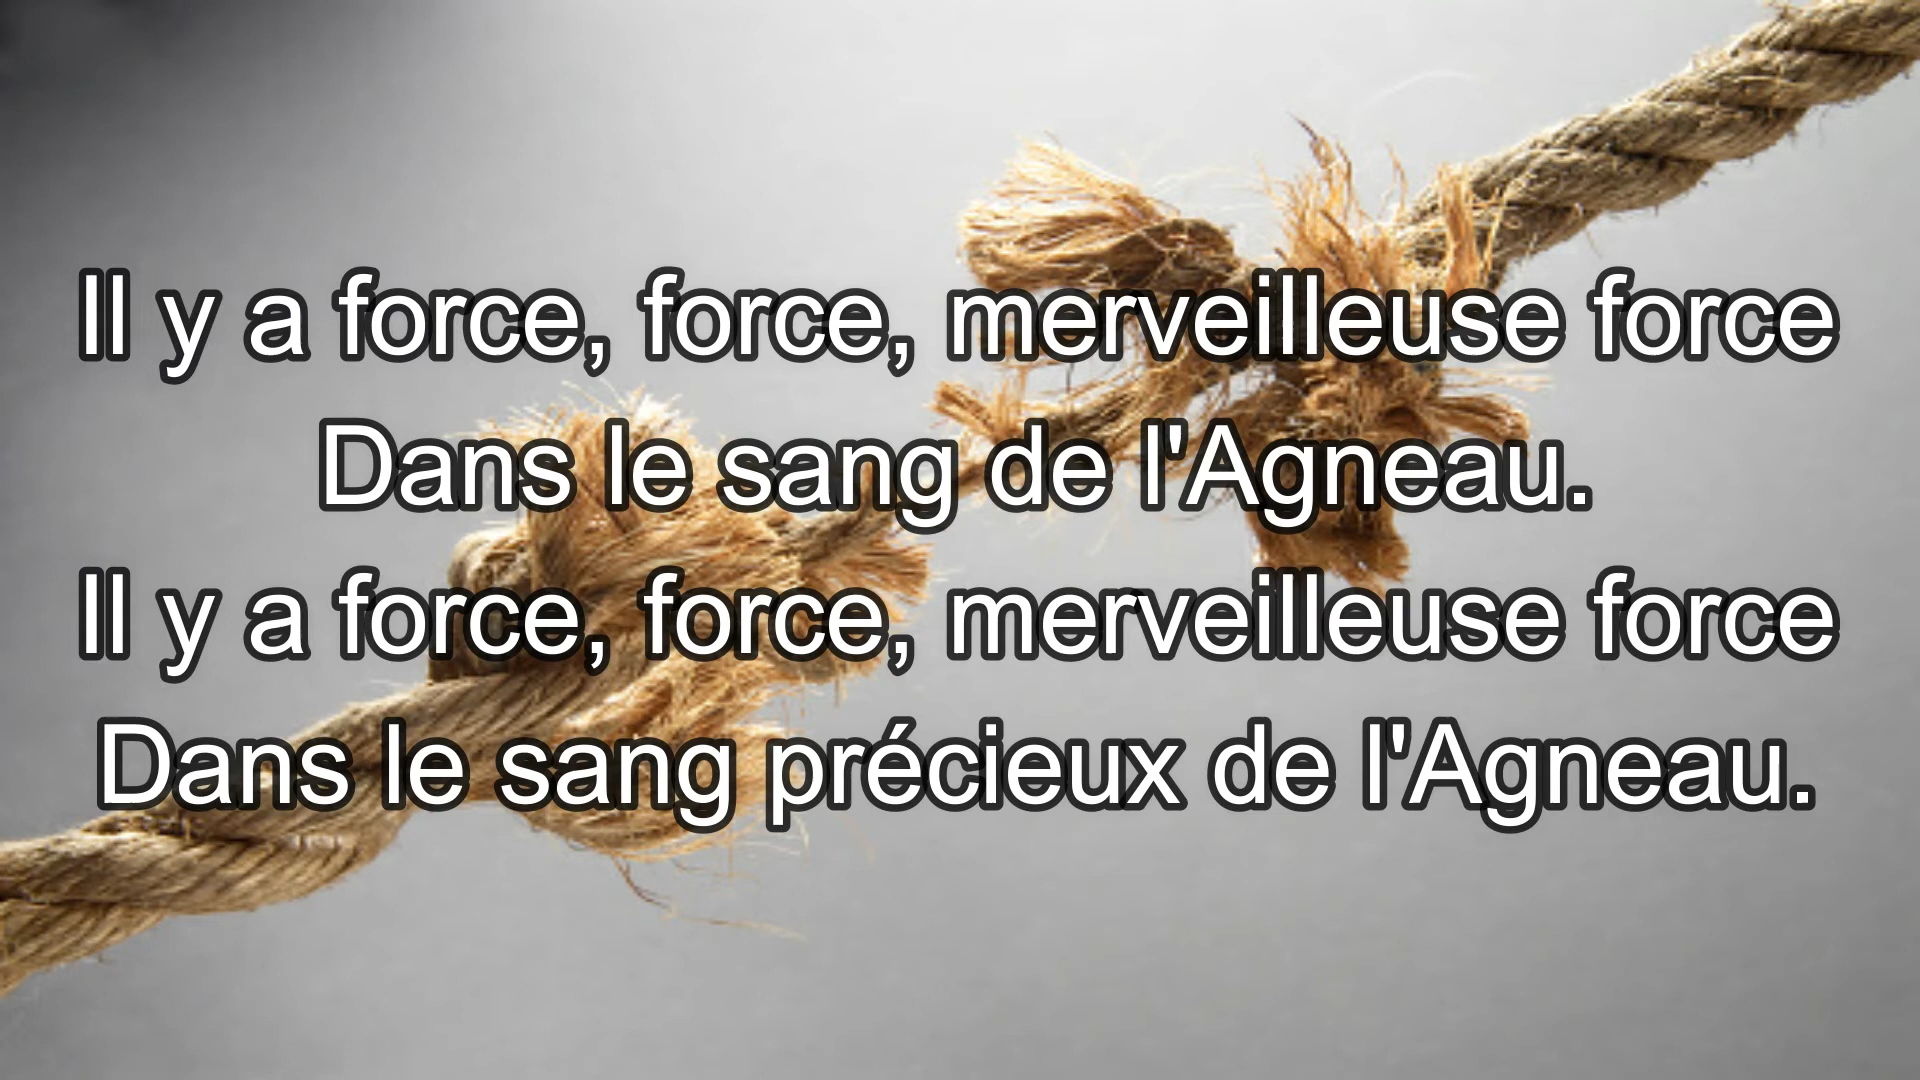 Il y a force, force, merveilleuse force
Dans le sang de l'Agneau.
Il y a force, force, merveilleuse force
Dans le sang précieux de l'Agneau.